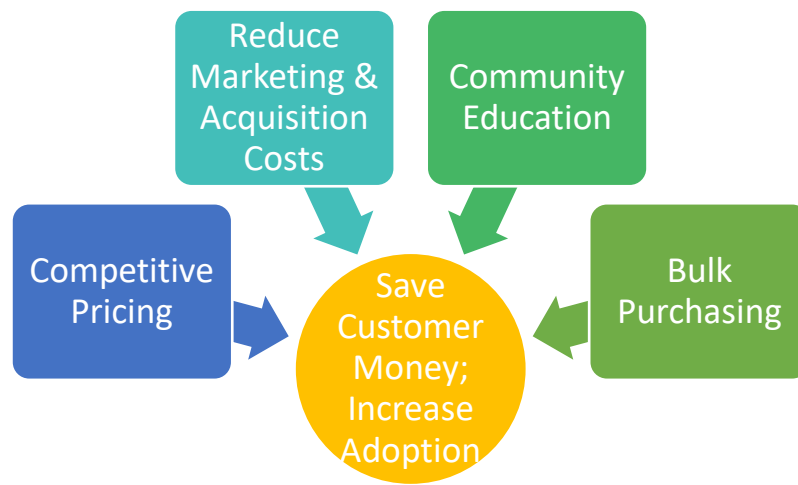 Reduce
Marketing &
Acquisition
Costs
Community
Education
Competitive
Pricing
Bulk
Purchasing
Save
Customer
Money;
Increase
Adoption